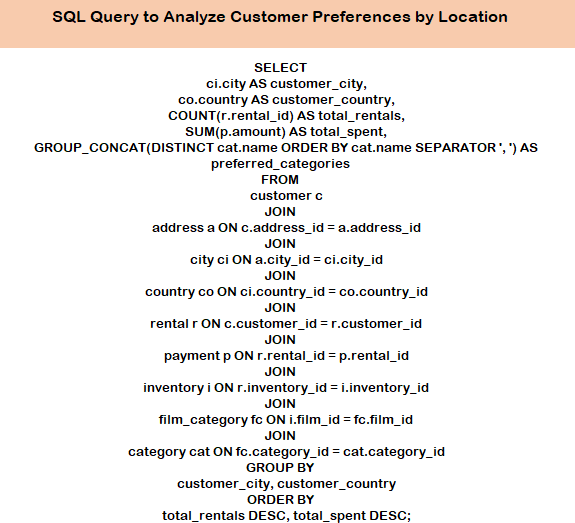 SQL Query to Analyze Customer Preferences by Location
SELECT
ci.city AS customer_city,
co.country AS customer_country,
COUNT(r.rental_id) AS total_rentals,
SUM(p.amount) AS total_spent,
GROUP_CONCAT(DISTINCT cat.name ORDER BY cat.name SEPARATOR ', ') AS
preferred_categories
FROM
customer c
JOIN
address a ON c.address_id = a.address_id
JOIN
city ci ON a.city_id = ci.city_id
JOIN
country co ON ci.country_id = co.country_id
JOIN
rental r ON c.customer_id = r.customer_id
JOIN
payment p ON r.rental_id = p.rental_id
JOIN
inventory i ON r.inventory_id = i.inventory_id
JOIN
film_category fc ON i.film_id = fc.film_id
JOIN
category cat ON fc.category_id = cat.category_id
GROUP BY
customer_city, customer_country
ORDER BY
total_rentals DESC, total_spent DESC;